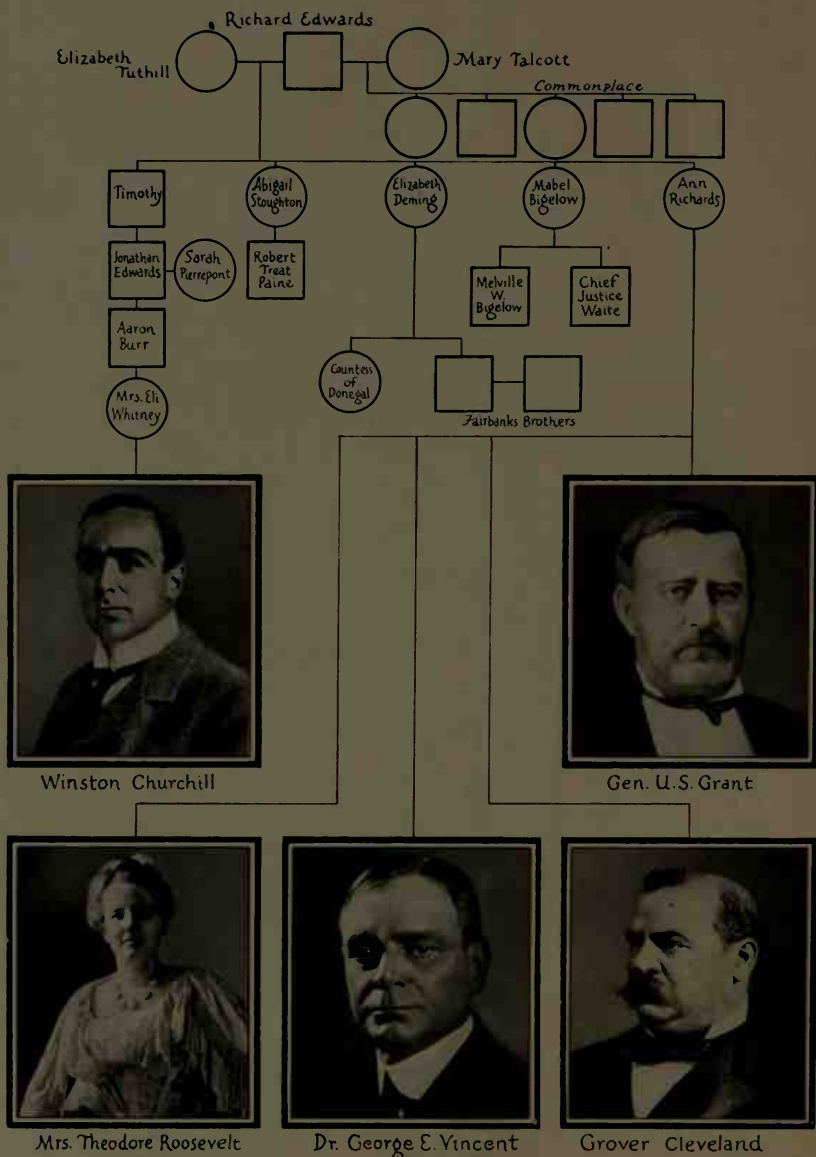 Richard Edwards
Elizabeth
Tuthill
Mary Talcott
Commonplace
Timothy
Abigail
Stoughton
Elizabeth
Deming
Mabel
Bigelow
Ann
Richards
Jonathan
Edwards
Sarah
Pierrepont
Robert
Treat
Paine
Melville
W.
Bigelow
Chief
Justice
Waite
Aaron
Burr
Countess
of
Donegal
Mrs. Eli
Whitney
Fairbanks Brothers
Winston Churchill
Gen. U.S. Grant
Mrs. Theodore Roosevelt
Dr. George E. Vincent
Grover Cleveland